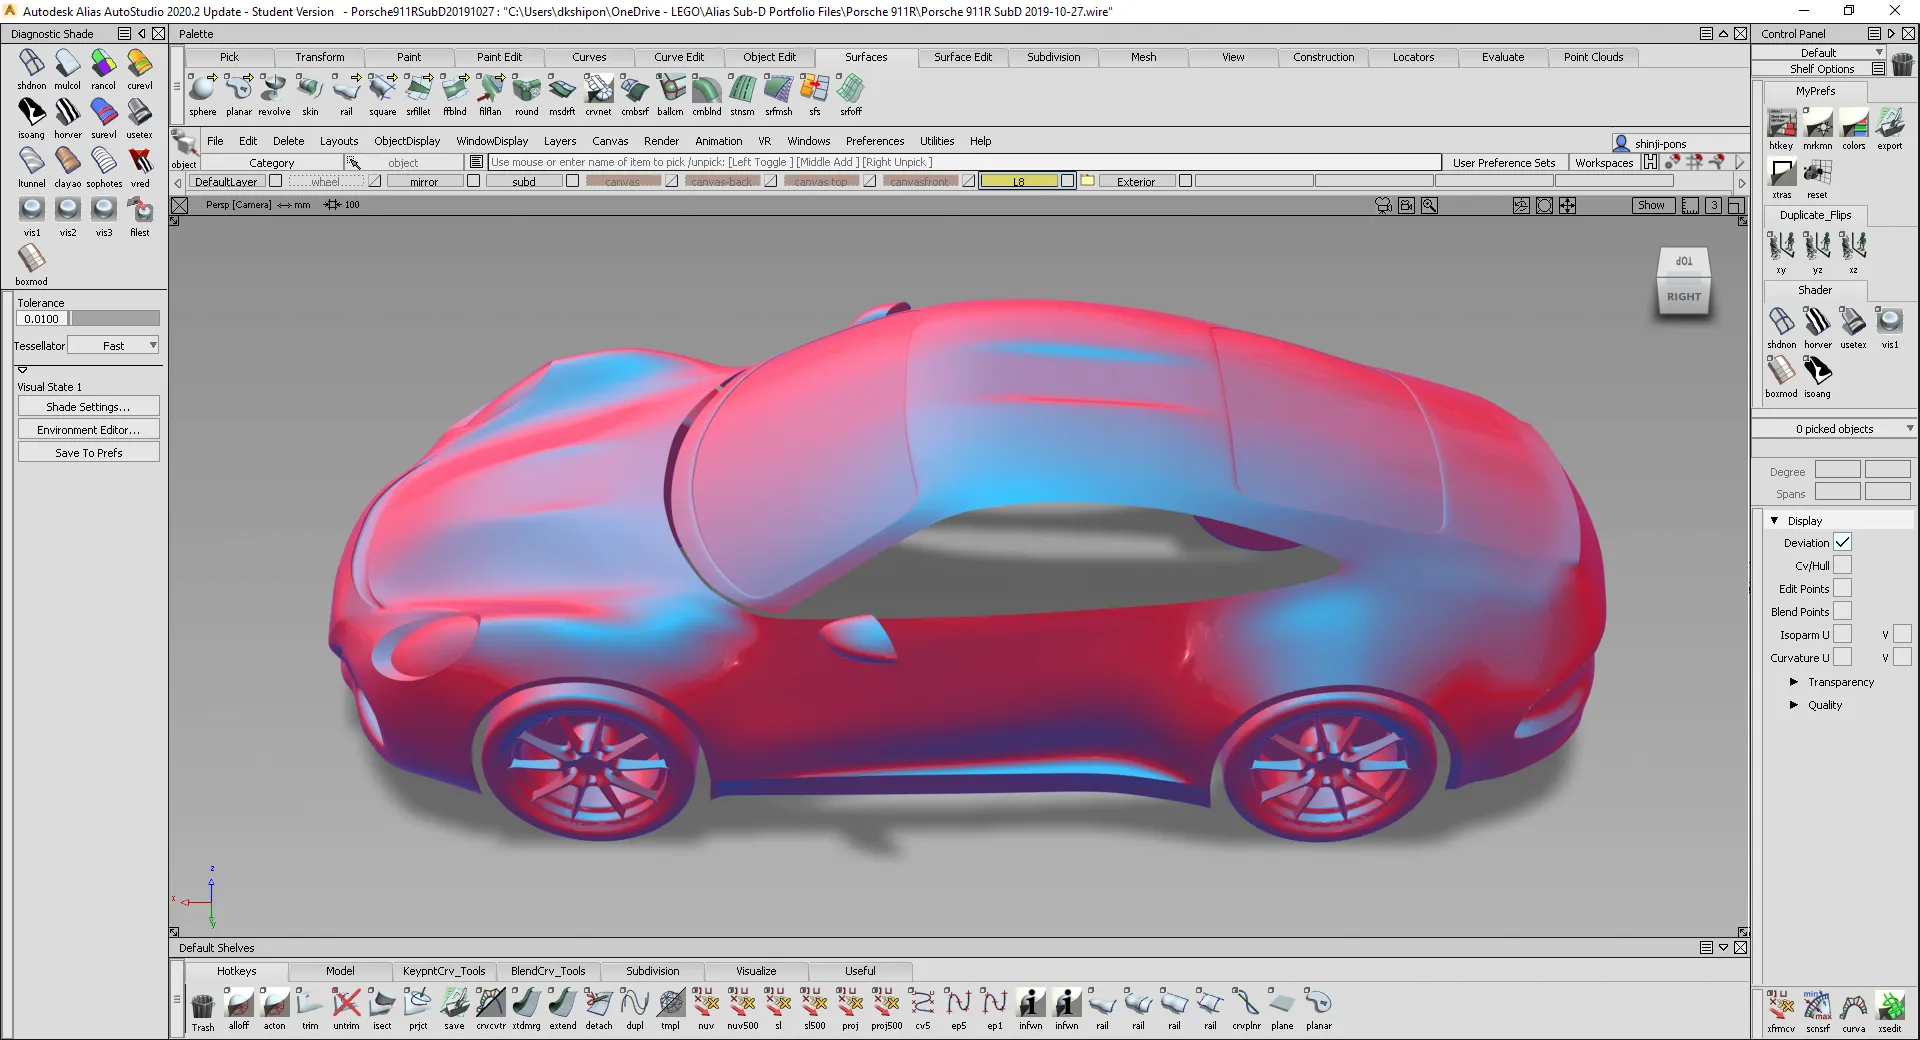 Autodesk Alias AutoStudio 2020.2 Update - Student Version - Porsche911RSubD20191027 : "C:\Users\dkshipon\OneDrive - LEGO\Alias Sub-D Portfolio Files\Porsche 911R\Porsche 911R SubD 2019-10-27.wire"
Diagnostic Shade
shdnon mulcol rancol curevl
isoang horver surevl usetex
ltunnel clayao sophotes vred
vis1 vis2 vis3 filest
boxmod
Tolerance
0.0100
Tessellator Fast
Visual State 1
Shade Settings...
Environment Editor...
Save To Prefs
Palette
Pick Transform Paint Paint Edit Curves Curve Edit Object Edit Surfaces Surface Edit Subdivision Mesh View Construction Locators Evaluate Point Clouds
sphere planar revolve skin rail square srfillet ffblnd filflan round msdrft crvnet cmbsrf ballcrn crnblnd stnsrn srfmsh sfs srfoff
File Edit Delete Layouts ObjectDisplay WindowDisplay Layers Canvas Render Animation VR Windows Preferences Utilities Help
shinji-pons
object
Category object Use mouse or enter name of item to pick /unpick: [Left Toggle ] [Middle Add ] [Right Unpick ] User Preference Sets Workspaces
DefaultLayer wheel mirror subd canvas canvas-back canvas top canvasfront L8 Exterior
Persp [Camera] mm 100 Show 3
TOP
RIGHT
z
x
y
Default Shelves
Hotkeys Model KeypntCrv_Tools BlendCrv_Tools Subdivision Visualize Useful
Trash alloff acton trim untrim isect prjct save crvcvtr xtdmrg extend detach dupl tmpl nuv nuv500 sl sl500 proj proj500 cv5 ep5 ep1 infwn infwn rail rail rail rail crvplnr plane planar
Control Panel
Default
Shelf Options
MyPrefs
htkey mrkmn colors export
xtras reset
Duplicate_Flips
xy yz xz
Shader
shdnon horver usetex vis1
boxmod isoang
0 picked objects
Degree
Spans
Display
Deviation
Cv/Hull
Edit Points
Blend Points
Isoparm U V
Curvature U V
Transparency
Quality
xfrmcv scnsrf curva xsedit